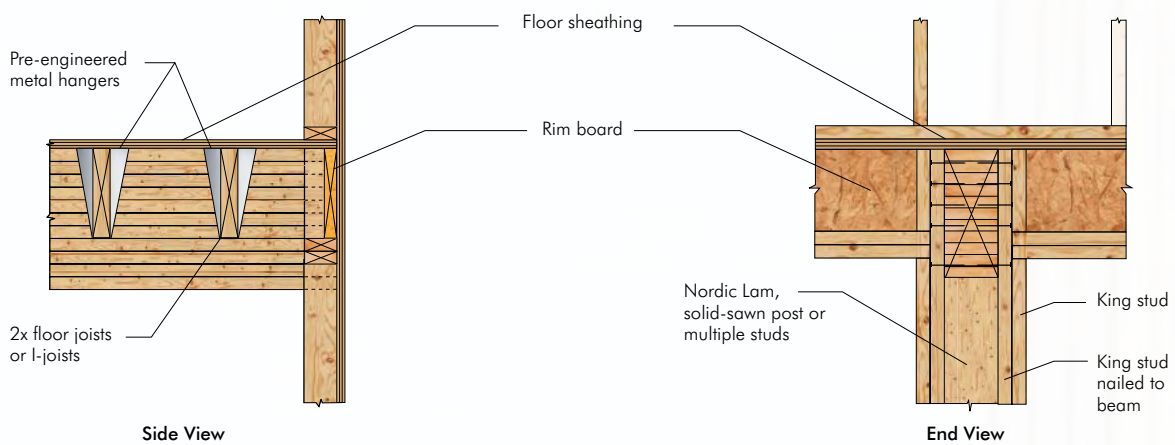 Floor sheathing
Pre-engineered
metal hangers
Rim board
2x floor joists
or I-joists
Nordic Lam,
solid-sawn post or
multiple studs
King stud
King stud
nailed to
beam
Side View
End View